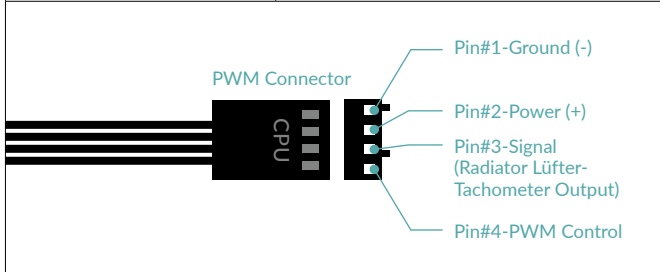 Pin#1-Ground (-)
PWM Connector
Pin#2-Power (+)
CPU
Pin#3-Signal
(Radiator Lüfter-
Tachometer Output)
Pin#4-PWM Control